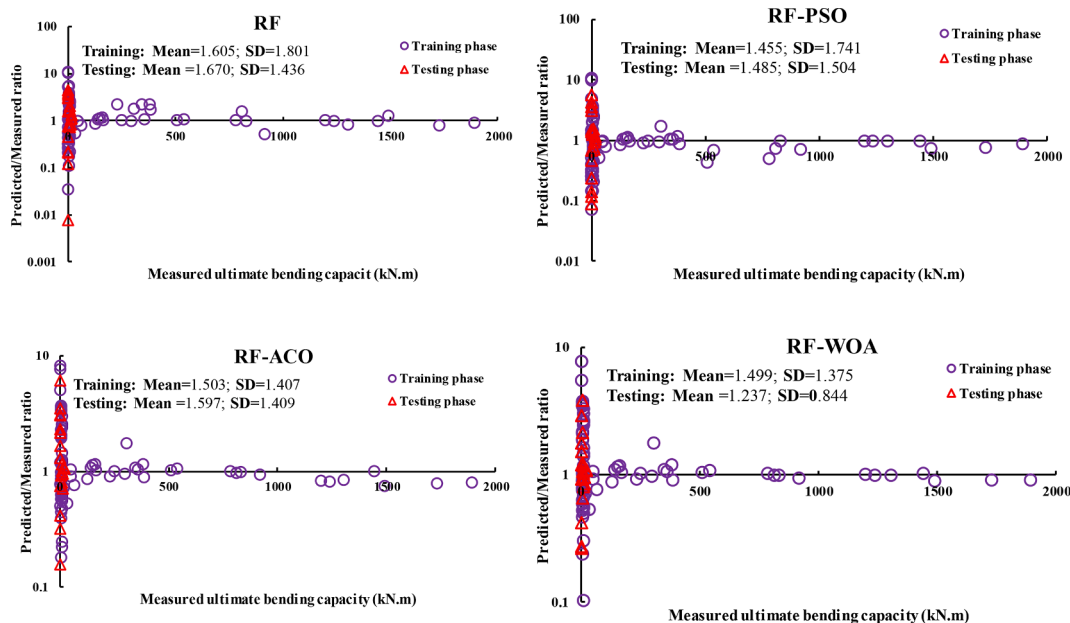 RF
Training: Mean=1.605; SD=1.801
Testing: Mean =1.670; SD=1.436
Training phase
Testing phase
Predicted/Measured ratio
100
10
1
0.1
0.01
0.001
0
500
1000
1500
2000
Measured ultimate bending capacit (kN.m)
RF-PSO
Training: Mean=1.455; SD=1.741
Testing: Mean =1.485; SD=1.504
Training phase
Testing phase
Predicted/Measured ratio
100
10
1
0.1
0.01
0
500
1000
1500
2000
Measured ultimate bending capacity (kN.m)
RF-ACO
Training: Mean=1.503; SD=1.407
Testing: Mean =1.597; SD=1.409
Training phase
Testing phase
Predicted/Measured ratio
10
1
0.1
0
500
1000
1500
2000
Measured ultimate bending capacity (kN.m)
RF-WOA
Training: Mean=1.499; SD=1.375
Testing: Mean =1.237; SD=0.844
Training phase
Testing phase
Predicted/Measured ratio
10
1
0.1
0
500
1000
1500
2000
Measured ultimate bending capacity (kN.m)